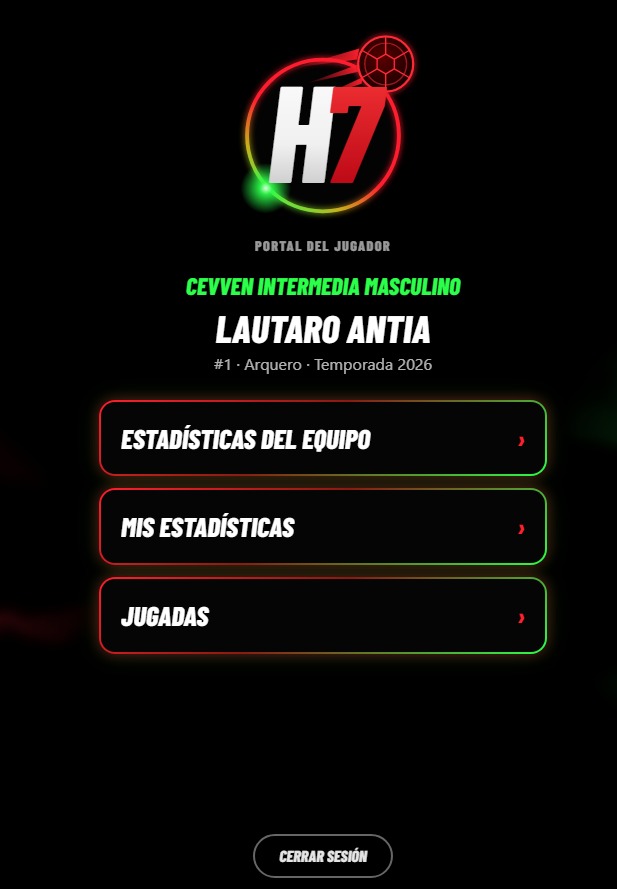 H7
PORTAL DEL JUGADOR
CEVVEN INTERMEDIA MASCULINO
LAUTARO ANTIA
#1 · Arquero · Temporada 2026
ESTADÍSTICAS DEL EQUIPO ›
MIS ESTADÍSTICAS ›
JUGADAS ›
CERRAR SESIÓN